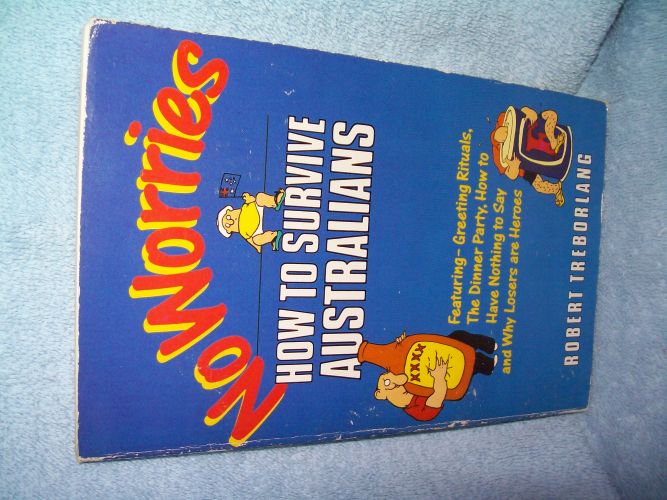 No Worries
HOW TO SURVIVE
AUSTRALIANS
Featuring- Greeting Rituals,
The Dinner Party, How to
Have Nothing to Say
and Why Losers are Heroes
XXXX
ROBERT TREBORLANG